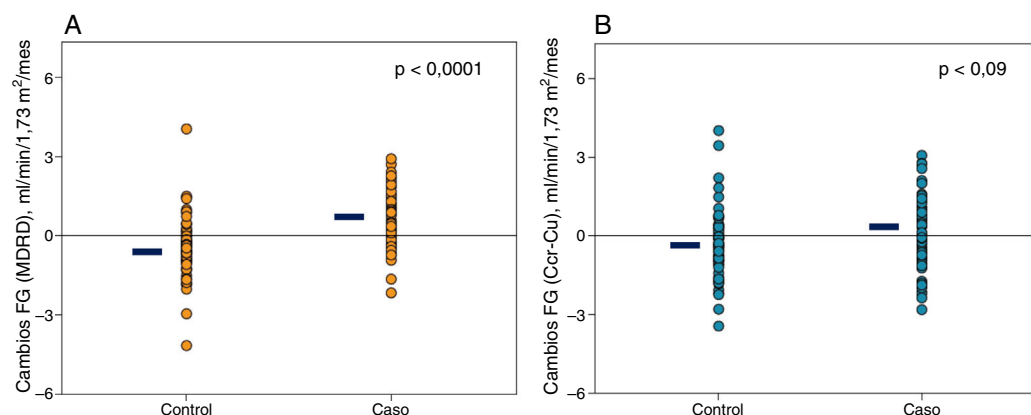 A
Cambios FG (MDRD), ml/min/1,73 m²/mes
6
3
0
–3
–6
p < 0,0001
Control
Caso
B
Cambios FG (Ccr-Cu), ml/min/1,73 m²/mes
6
3
0
–3
–6
p < 0,09
Control
Caso